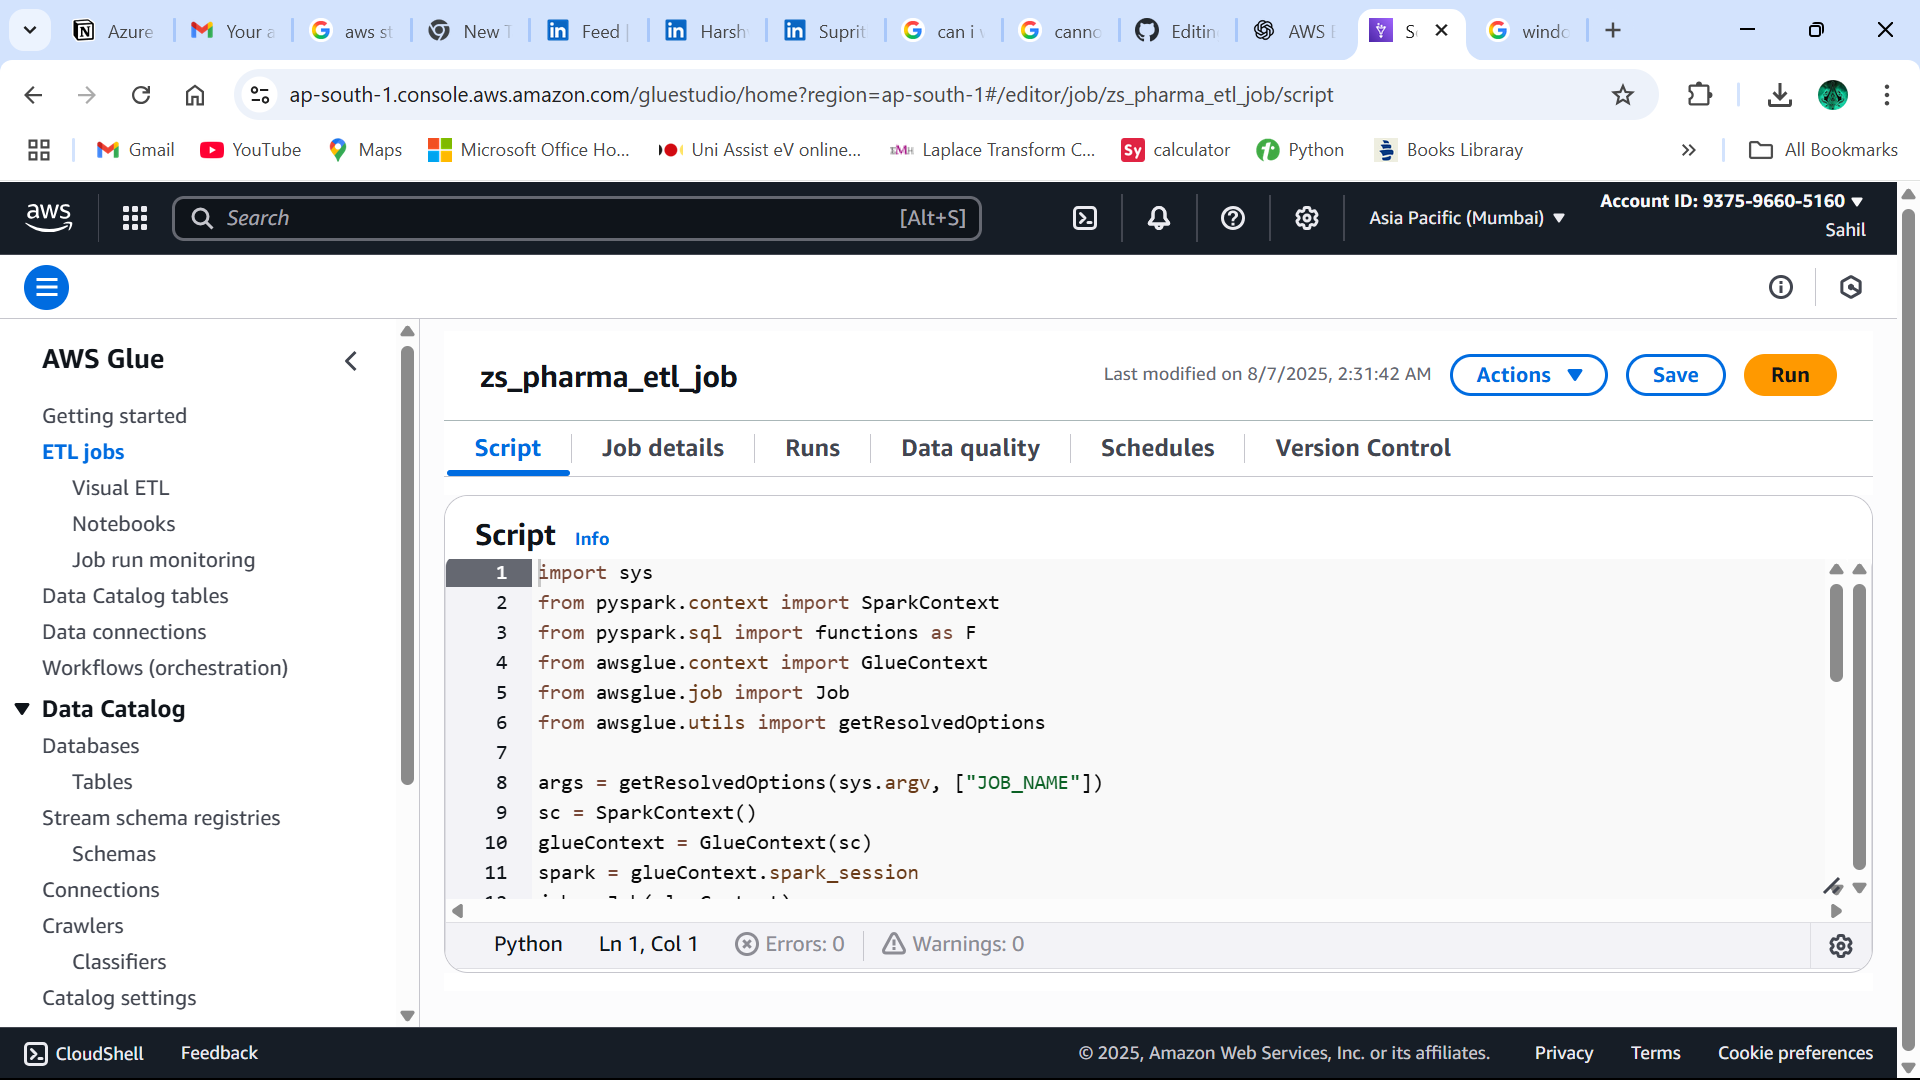 Azure
Your a
aws st
New T
Feed
Harsh
Suprit
can i
canno
Editin
AWS
S
windo
ap-south-1.console.aws.amazon.com/gluestudio/home?region=ap-south-1#/editor/job/zs_pharma_etl_job/script
Gmail
YouTube
Maps
Microsoft Office Ho...
Uni Assist eV online...
Laplace Transform C...
Sy calculator
Python
Books Libraray
All Bookmarks
aws
Search
[Alt+S]
Asia Pacific (Mumbai)
Account ID: 9375-9660-5160
Sahil
AWS Glue
Getting started
ETL jobs
Visual ETL
Notebooks
Job run monitoring
Data Catalog tables
Data connections
Workflows (orchestration)
Data Catalog
Databases
Tables
Stream schema registries
Schemas
Connections
Crawlers
Classifiers
Catalog settings
zs_pharma_etl_job
Last modified on 8/7/2025, 2:31:42 AM
Actions
Save
Run
Script
Job details
Runs
Data quality
Schedules
Version Control
Script Info
1 import sys
2 from pyspark.context import SparkContext
3 from pyspark.sql import functions as F
4 from awsglue.context import GlueContext
5 from awsglue.job import Job
6 from awsglue.utils import getResolvedOptions
7
8 args = getResolvedOptions(sys.argv, ["JOB_NAME"])
9 sc = SparkContext()
10 glueContext = GlueContext(sc)
11 spark = glueContext.spark_session
Python
Ln 1, Col 1
Errors: 0
Warnings: 0
CloudShell
Feedback
© 2025, Amazon Web Services, Inc. or its affiliates.
Privacy
Terms
Cookie preferences